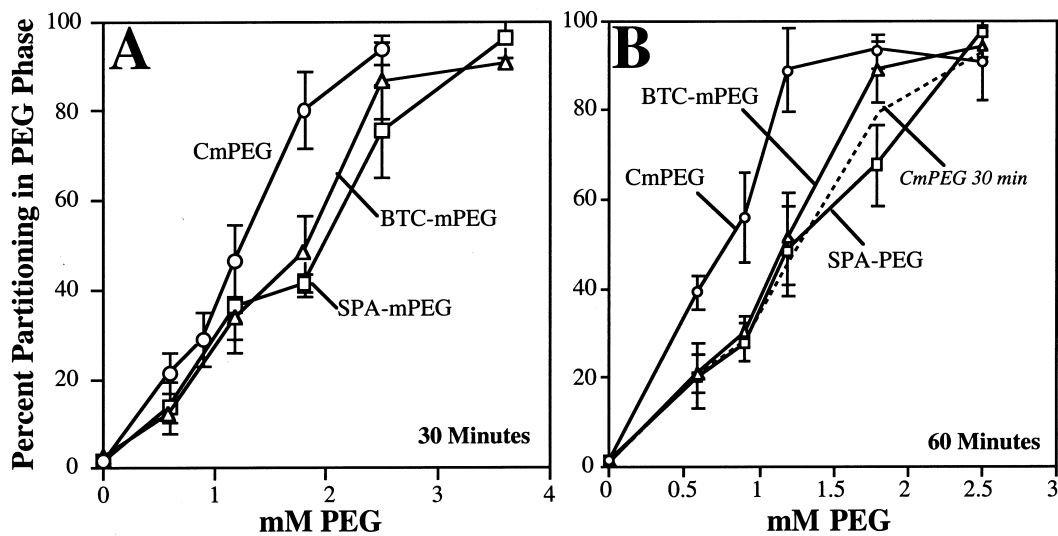 Percent Partitioning in PEG Phase
A
100
80
60
40
20
0
CmPEG
BTC-mPEG
SPA-mPEG
30 Minutes
0 1 2 3 4
mM PEG
B
100
80
60
40
20
0
BTC-mPEG
CmPEG
CmPEG 30 min
SPA-PEG
60 Minutes
0 0.5 1 1.5 2 2.5 3
mM PEG